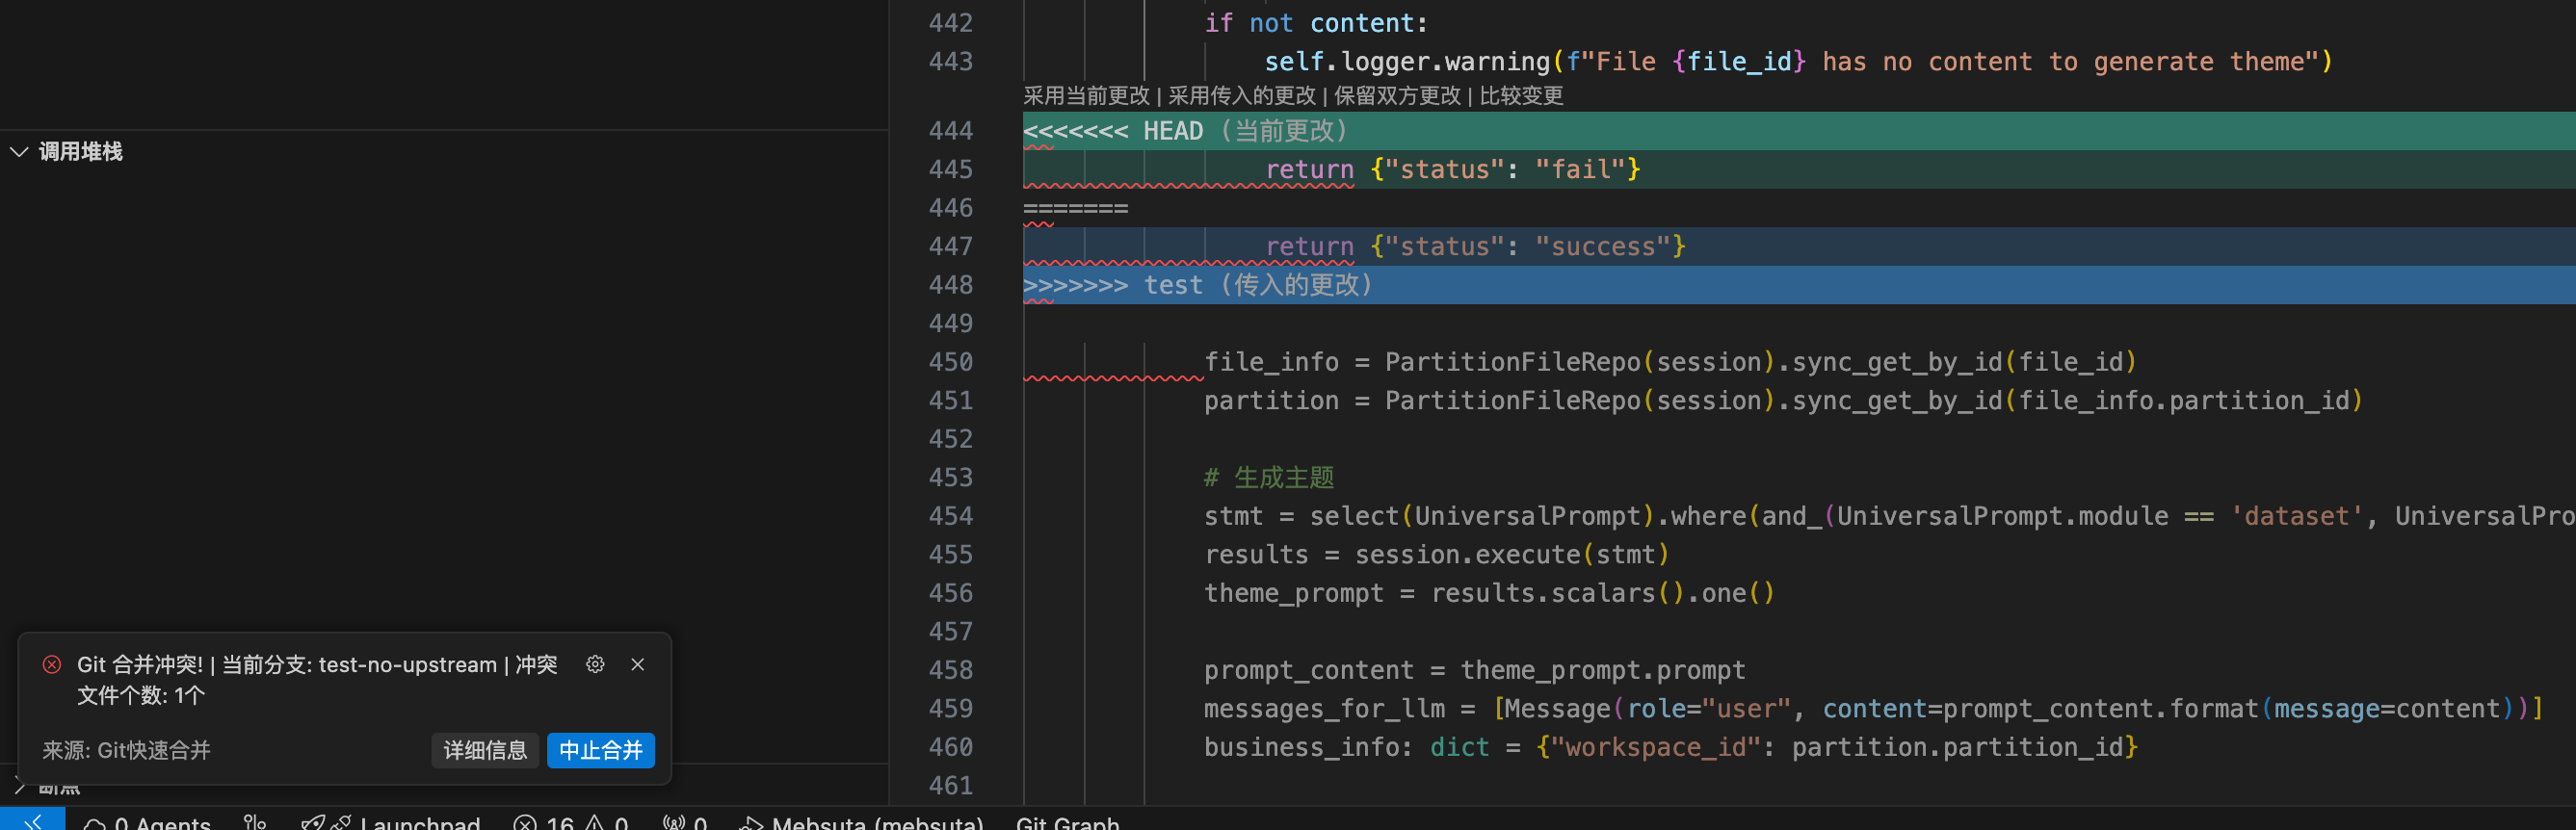 442 if not content:
443 self.logger.warning(f"File {file_id} has no content to generate theme")
采用当前更改 | 采用传入的更改 | 保留双方更改 | 比较变更
444 <<<<<<< HEAD (当前更改)
445 return {"status": "fail"}
446 =======
447 return {"status": "success"}
448 >>>>>>> test (传入的更改)
449
450 file_info = PartitionFileRepo(session).sync_get_by_id(file_id)
451 partition = PartitionFileRepo(session).sync_get_by_id(file_info.partition_id)
452
453 # 生成主题
454 stmt = select(UniversalPrompt).where(and_(UniversalPrompt.module == 'dataset', UniversalPro
455 results = session.execute(stmt)
456 theme_prompt = results.scalars().one()
457
458 prompt_content = theme_prompt.prompt
459 messages_for_llm = [Message(role="user", content=prompt_content.format(message=content))]
460 business_info: dict = {"workspace_id": partition.partition_id}
461
调用堆栈
Git 合并冲突! | 当前分支: test-no-upstream | 冲突
文件个数: 1个
来源: Git快速合并 详细信息 中止合并
断点
0 Agents Launchpad 16 0 0 Mebsuta (mebsuta) Git Graph